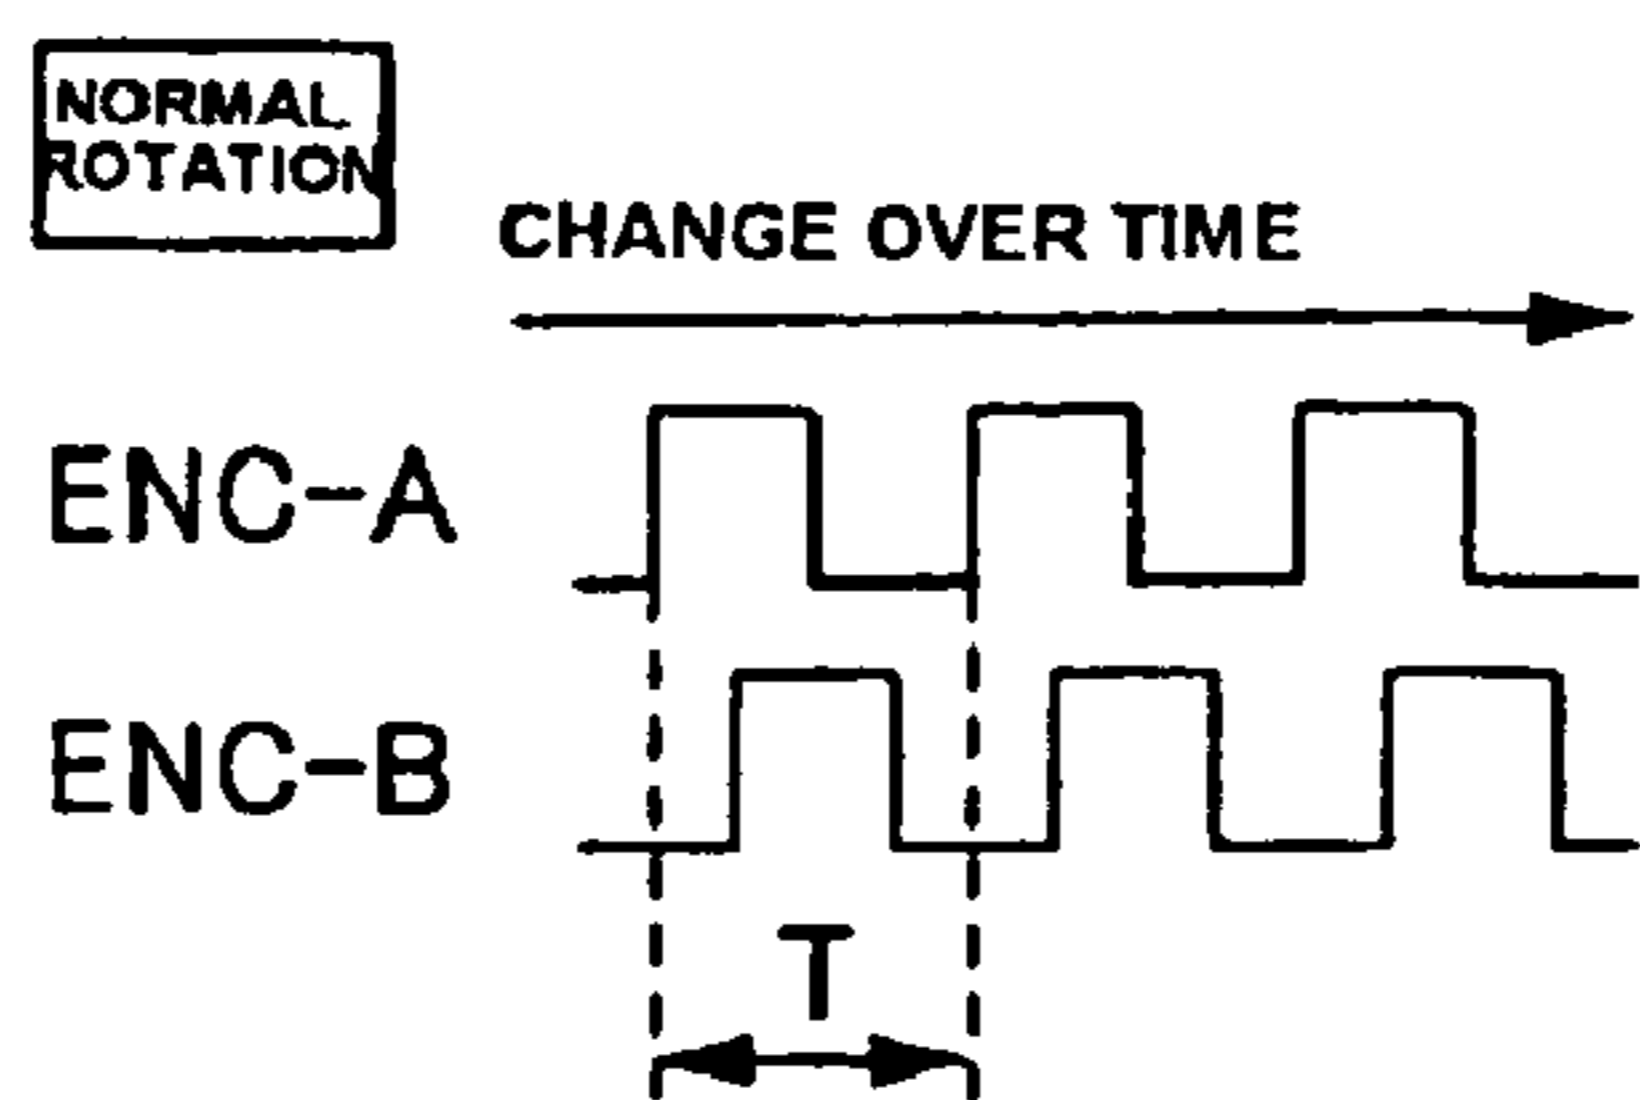 NORMAL
ROTATION
CHANGE OVER TIME
ENC-A
ENC-B
T